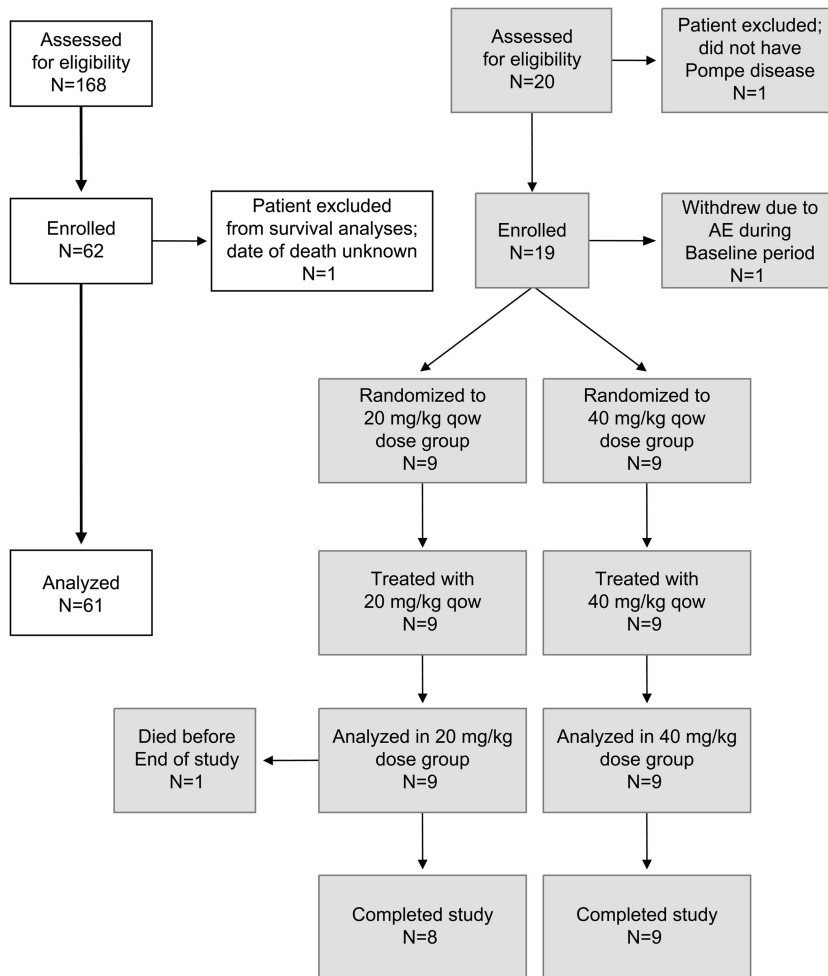 Assessed
for eligibility
N=168
Enrolled
N=62
Patient excluded
from survival analyses;
date of death unknown
N=1
Analyzed
N=61
Assessed
for eligibility
N=20
Patient excluded;
did not have
Pompe disease
N=1
Enrolled
N=19
Withdrew due to
AE during
Baseline period
N=1
Randomized to
20 mg/kg qow
dose group
N=9
Randomized to
40 mg/kg qow
dose group
N=9
Treated with
20 mg/kg qow
N=9
Treated with
40 mg/kg qow
N=9
Died before
End of study
N=1
Analyzed in 20 mg/kg
dose group
N=9
Analyzed in 40 mg/kg
dose group
N=9
Completed study
N=8
Completed study
N=9